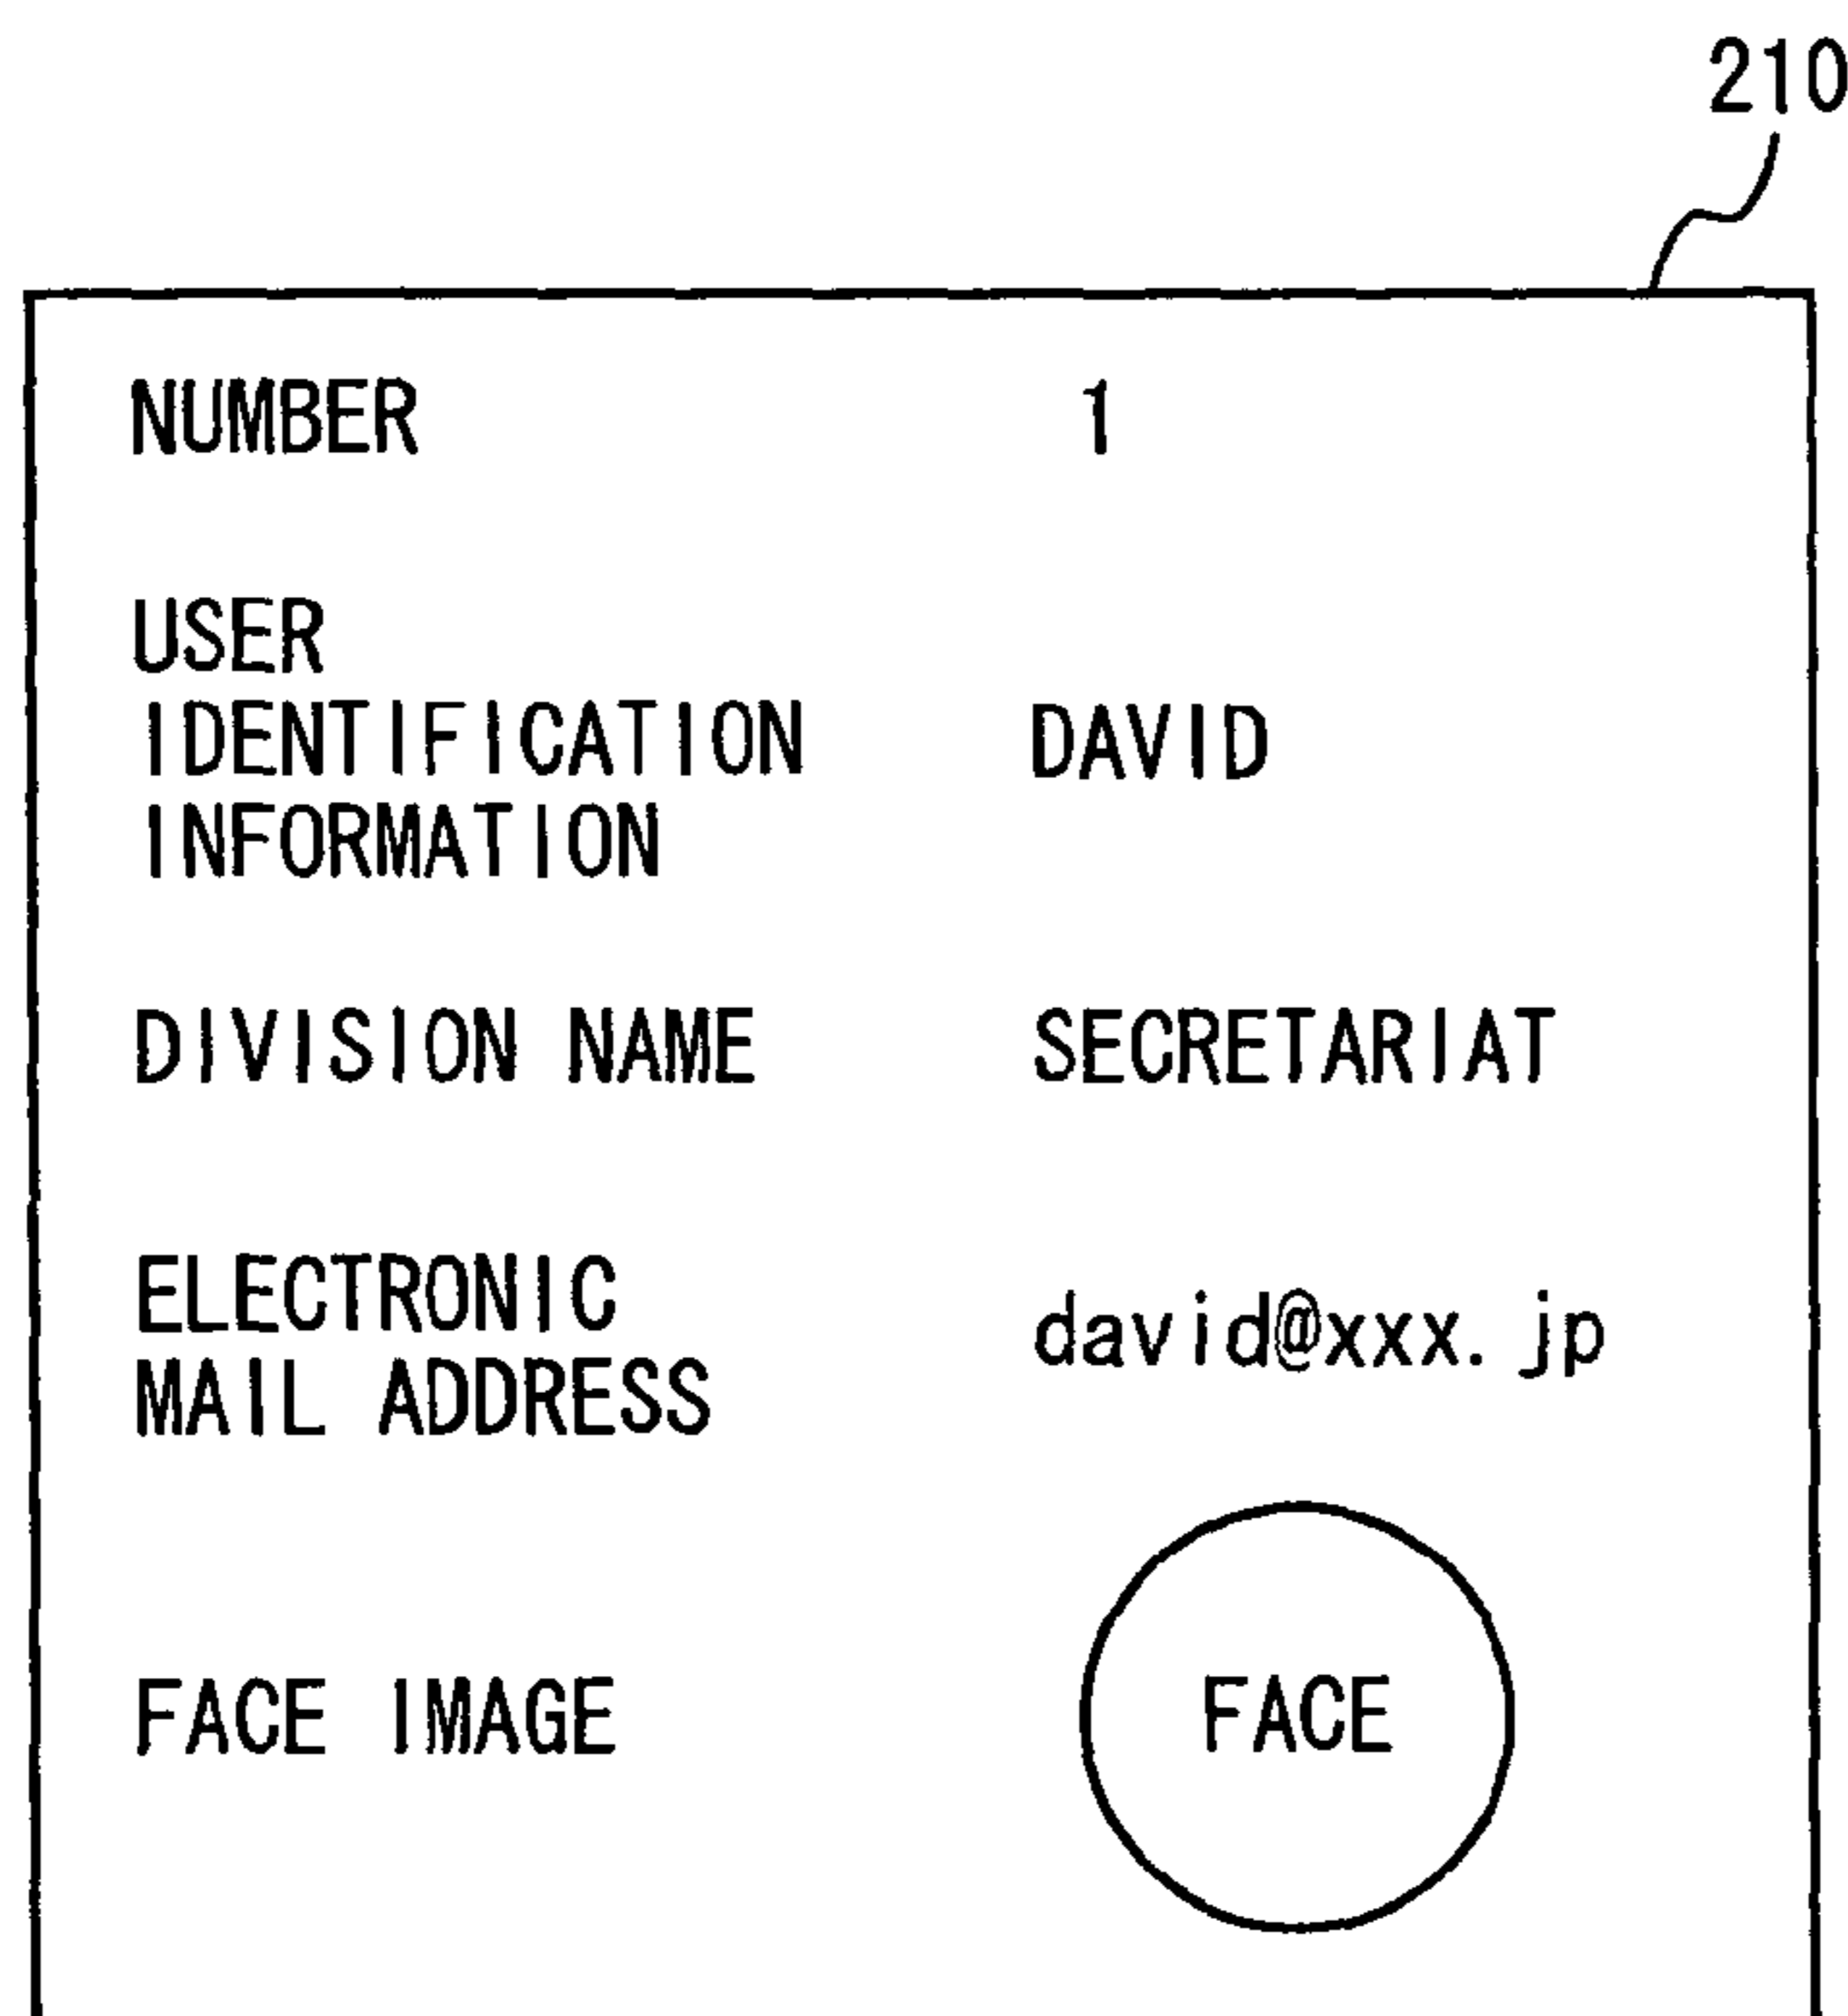 210
NUMBER 1
USER
IDENTIFICATION DAVID
INFORMATION
DIVISION NAME SECRETARIAT
ELECTRONIC
david@xxx.jp
MAIL ADDRESS
FACE IMAGE FACE